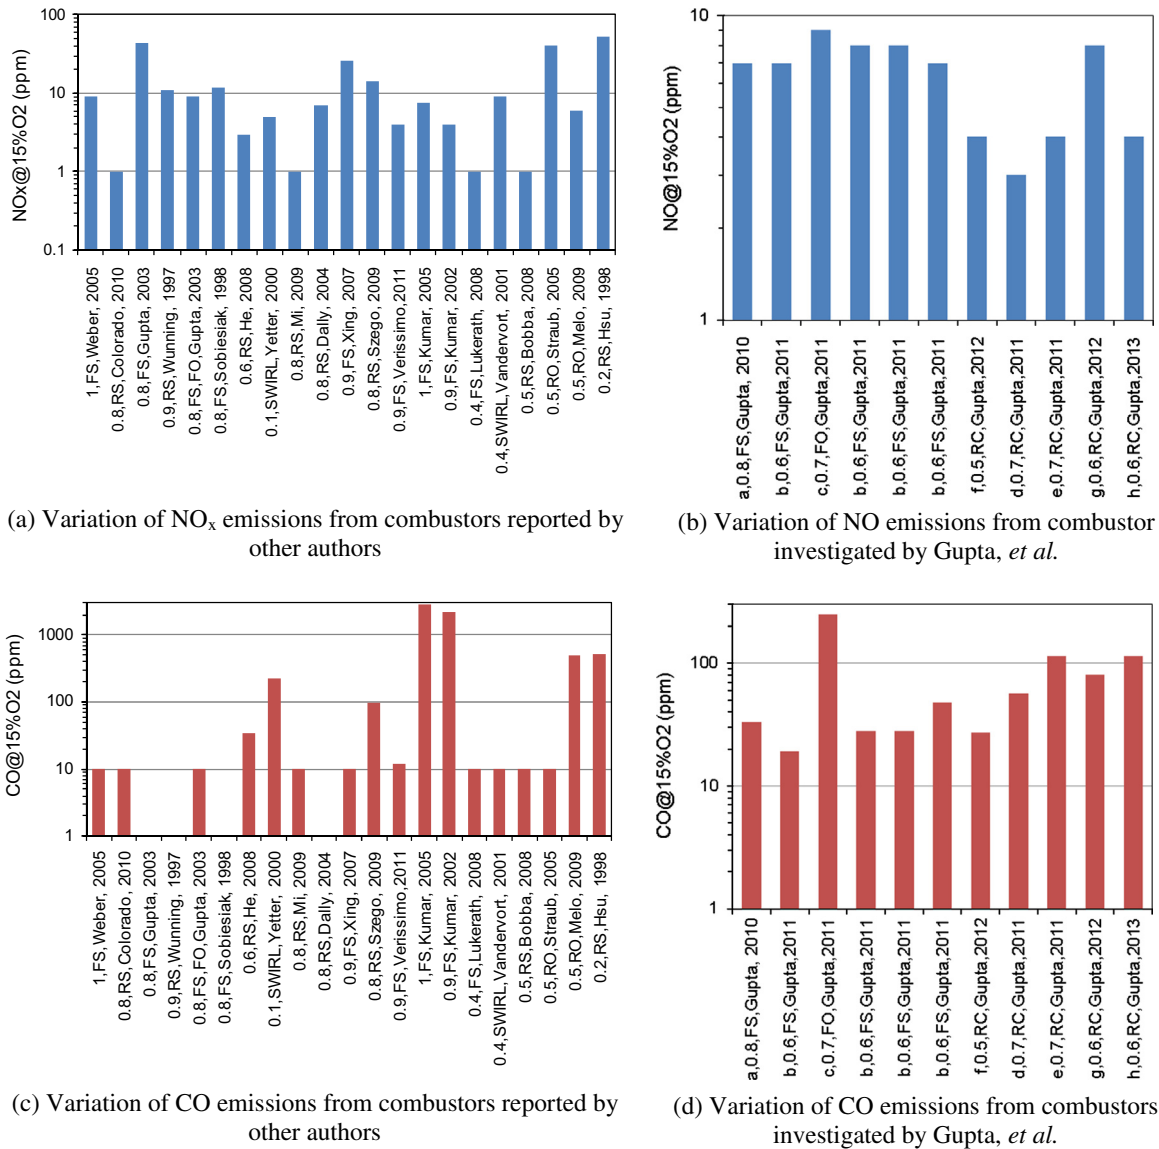 100
10
1
0.1
NOx@15%O2 (ppm)
1,FS,Weber, 2005
0.8,RS,Colorado, 2010
0.8,FS,Gupta, 2003
0.9,RS,Wunning, 1997
0.8,FS,FO,Gupta, 2003
0.8,FS,Sobiesiak, 1998
0.6,RS,He, 2008
0.1,SWIRL,Yetter, 2000
0.8,RS,Mi, 2009
0.8,RS,Dally, 2004
0.9,FS,Xing, 2007
0.8,RS,Szego, 2009
0.9,FS,Verissimo,2011
1,FS,Kumar, 2005
0.9,FS,Kumar, 2002
0.4,FS,Lukerath, 2008
0.4,SWIRL,Vandervort, 2001
0.5,RS,Bobba, 2008
0.5,RO,Straub, 2005
0.5,RO,Melo, 2009
0.2,RS,Hsu, 1998
(a) Variation of NOx emissions from combustors reported by
other authors
10
1
NO@15%O2 (ppm)
a,0.8,FS,Gupta, 2010
b,0.6,FS,Gupta,2011
c,0.7,FO,Gupta,2011
b,0.6,FS,Gupta,2011
b,0.6,FS,Gupta,2011
b,0.6,FS,Gupta,2011
f,0.5,RC,Gupta,2012
d,0.7,RC,Gupta,2011
e,0.7,RC,Gupta,2011
g,0.6,RC,Gupta,2012
h,0.6,RC,Gupta,2013
(b) Variation of NO emissions from combustor
investigated by Gupta, et al.
1000
100
10
1
CO@15%O2 (ppm)
1,FS,Weber, 2005
0.8,RS,Colorado, 2010
0.8,FS,Gupta, 2003
0.9,RS,Wunning, 1997
0.8,FS,FO,Gupta, 2003
0.8,FS,Sobiesiak, 1998
0.6,RS,He, 2008
0.1,SWIRL,Yetter, 2000
0.8,RS,Mi, 2009
0.8,RS,Dally, 2004
0.9,FS,Xing, 2007
0.8,RS,Szego, 2009
0.9,FS,Verissimo,2011
1,FS,Kumar, 2005
0.9,FS,Kumar, 2002
0.4,FS,Lukerath, 2008
0.4,SWIRL,Vandervort, 2001
0.5,RS,Bobba, 2008
0.5,RO,Straub, 2005
0.5,RO,Melo, 2009
0.2,RS,Hsu, 1998
(c) Variation of CO emissions from combustors reported by
other authors
100
10
1
CO@15%O2 (ppm)
a,0.8,FS,Gupta, 2010
b,0.6,FS,Gupta,2011
c,0.7,FO,Gupta,2011
b,0.6,FS,Gupta,2011
b,0.6,FS,Gupta,2011
b,0.6,FS,Gupta,2011
f,0.5,RC,Gupta,2012
d,0.7,RC,Gupta,2011
e,0.7,RC,Gupta,2011
g,0.6,RC,Gupta,2012
h,0.6,RC,Gupta,2013
(d) Variation of CO emissions from combustors
investigated by Gupta, et al.